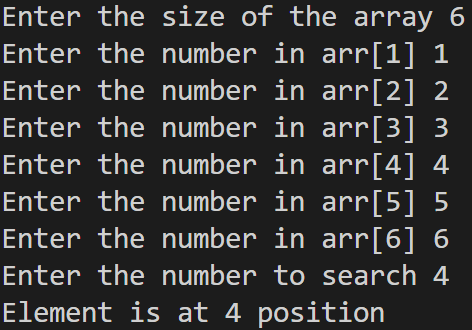 Enter the size of the array 6
Enter the number in arr[1] 1
Enter the number in arr[2] 2
Enter the number in arr[3] 3
Enter the number in arr[4] 4
Enter the number in arr[5] 5
Enter the number in arr[6] 6
Enter the number to search 4
Element is at 4 position